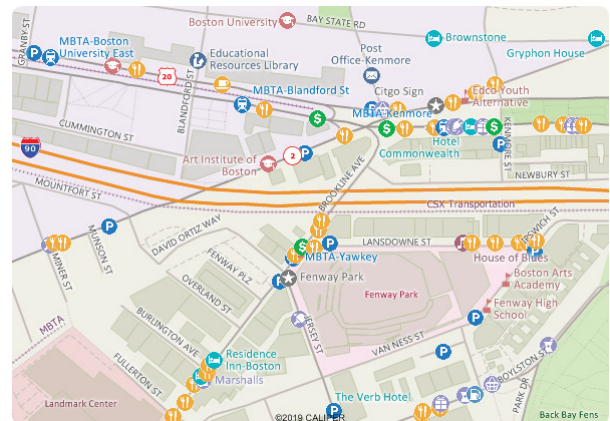 Boston University
BAY STATE RD
GRANBY ST
MBTA-Boston
University East
Educational
Resources Library
BLANDFORD ST
20
Post
Office-Kenmore
Brownstone
Gryphon House
Citgo Sign
Edco Youth
Alternative
MBTA-Blandford St
MBTA-Kenmore
CUMMINGTON ST
Hotel
Commonwealth
KENMORE ST
Art Institute of
Boston
2
90
NEWBURY ST
MOUNTFORT ST
BROOKLINE AVE
CSX Transportation
DAVID ORTIZ WAY
LANSDOWNE ST
IPSWICH ST
MUNSON ST
MINER ST
FENWAY PLZ
MBTA-Yawkey
House of Blues
Fenway Park
Boston Arts
Academy
OVERLAND ST
Fenway Park
Fenway High
School
MBTA
BURLINGTON AVE
JERSEY ST
VAN NESS ST
FULLERTON ST
Residence
Inn-Boston
Marshalls
BOYLSTON ST
PARK DR
The Verb Hotel
Landmark Center
©2019 CALIPER
Back Bay Fens